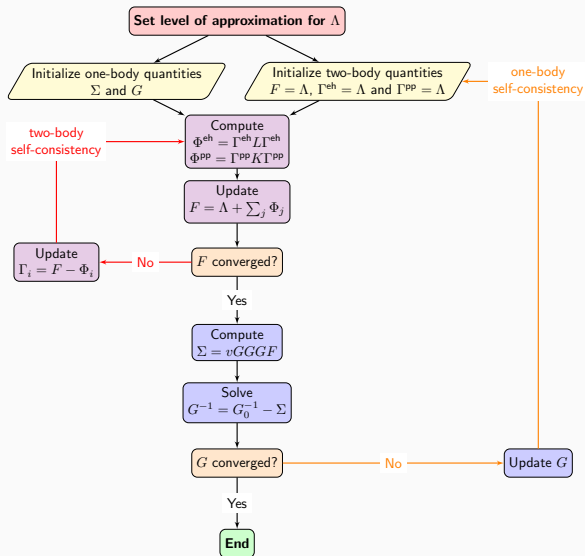 Set level of approximation for Λ
Initialize one-body quantities
Σ and G
Initialize two-body quantities
F = Λ, Γ^eh = Λ and Γ^pp = Λ
one-body
self-consistency
two-body
self-consistency
Compute
Φ^eh = Γ^eh LΓ^eh
Φ^pp = Γ^pp KΓ^pp
Update
F = Λ + ∑_j Φ_j
Update
Γ_i = F − Φ_i
No
F converged?
Yes
Compute
Σ = vGGGF
Solve
G^−1 = G_0^−1 − Σ
G converged?
No
Update G
Yes
End